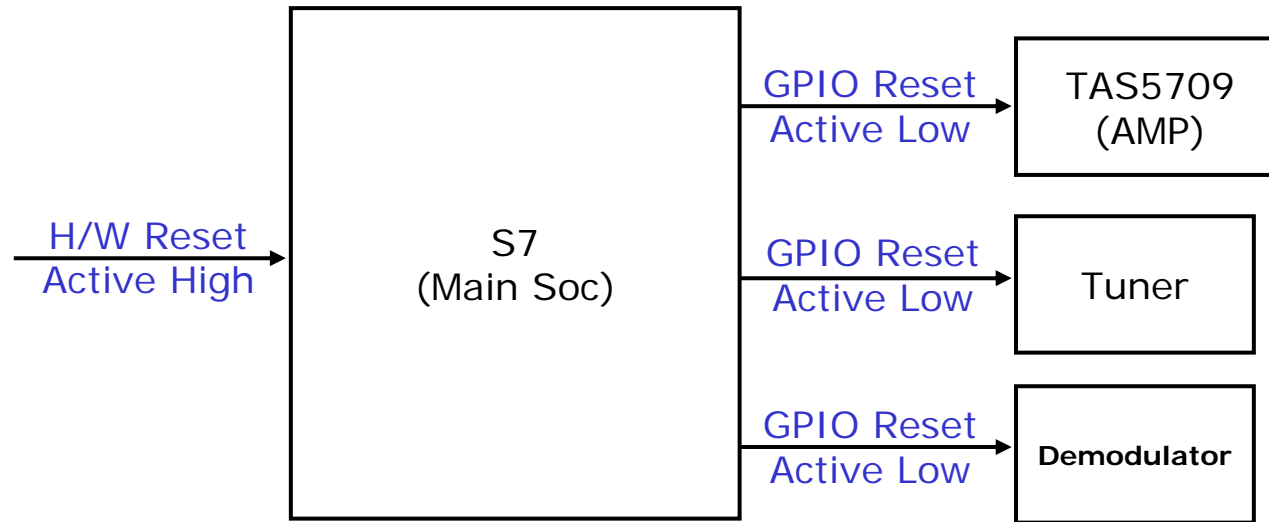 H/W Reset
Active High
S7
(Main Soc)
GPIO Reset
Active Low
TAS5709
(AMP)
GPIO Reset
Active Low
Tuner
GPIO Reset
Active Low
Demodulator